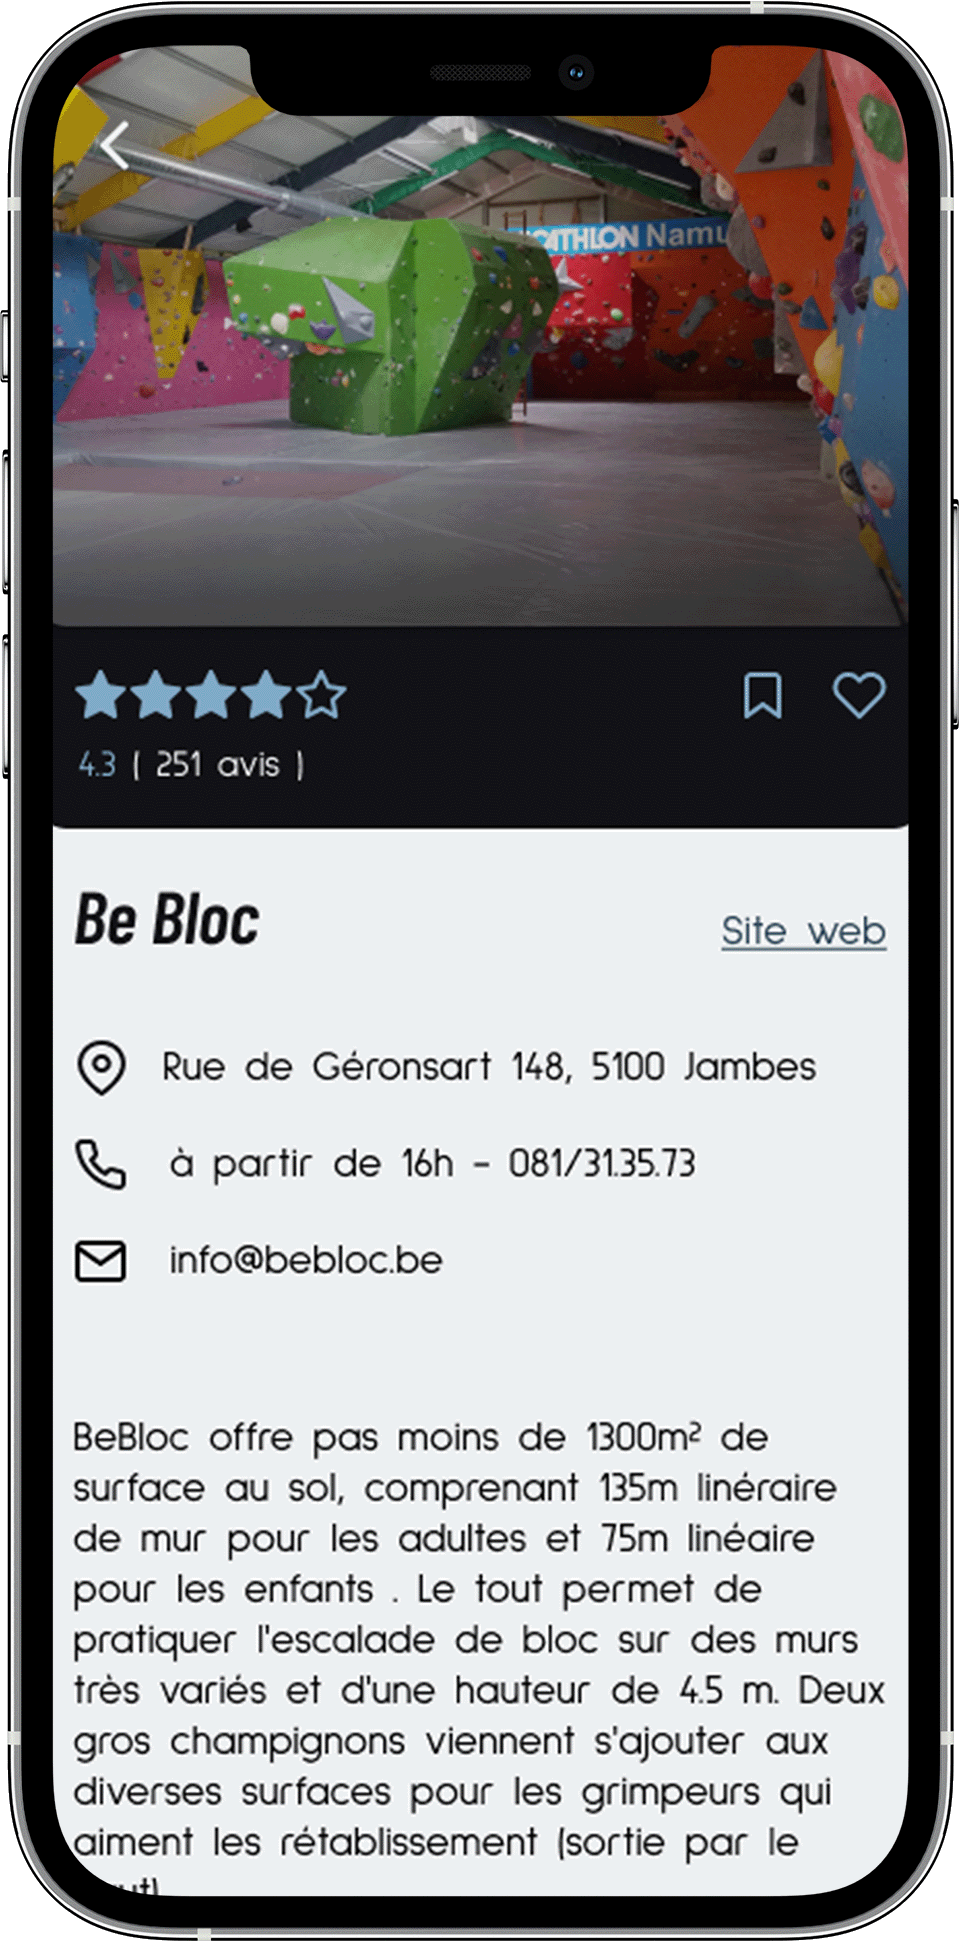 CATHLON Namu
4.3 ( 251 avis )
Be Bloc
Site web
Rue de Géronsart 148, 5100 Jambes
à partir de 16h - 081/31.35.73
info@bebloc.be
BeBloc offre pas moins de 1300m² de
surface au sol, comprenant 135m linéraire
de mur pour les adultes et 75m linéaire
pour les enfants . Le tout permet de
pratiquer l'escalade de bloc sur des murs
très variés et d'une hauteur de 4.5 m. Deux
gros champignons viennent s'ajouter aux
diverses surfaces pour les grimpeurs qui
aiment les rétablissement (sortie par le